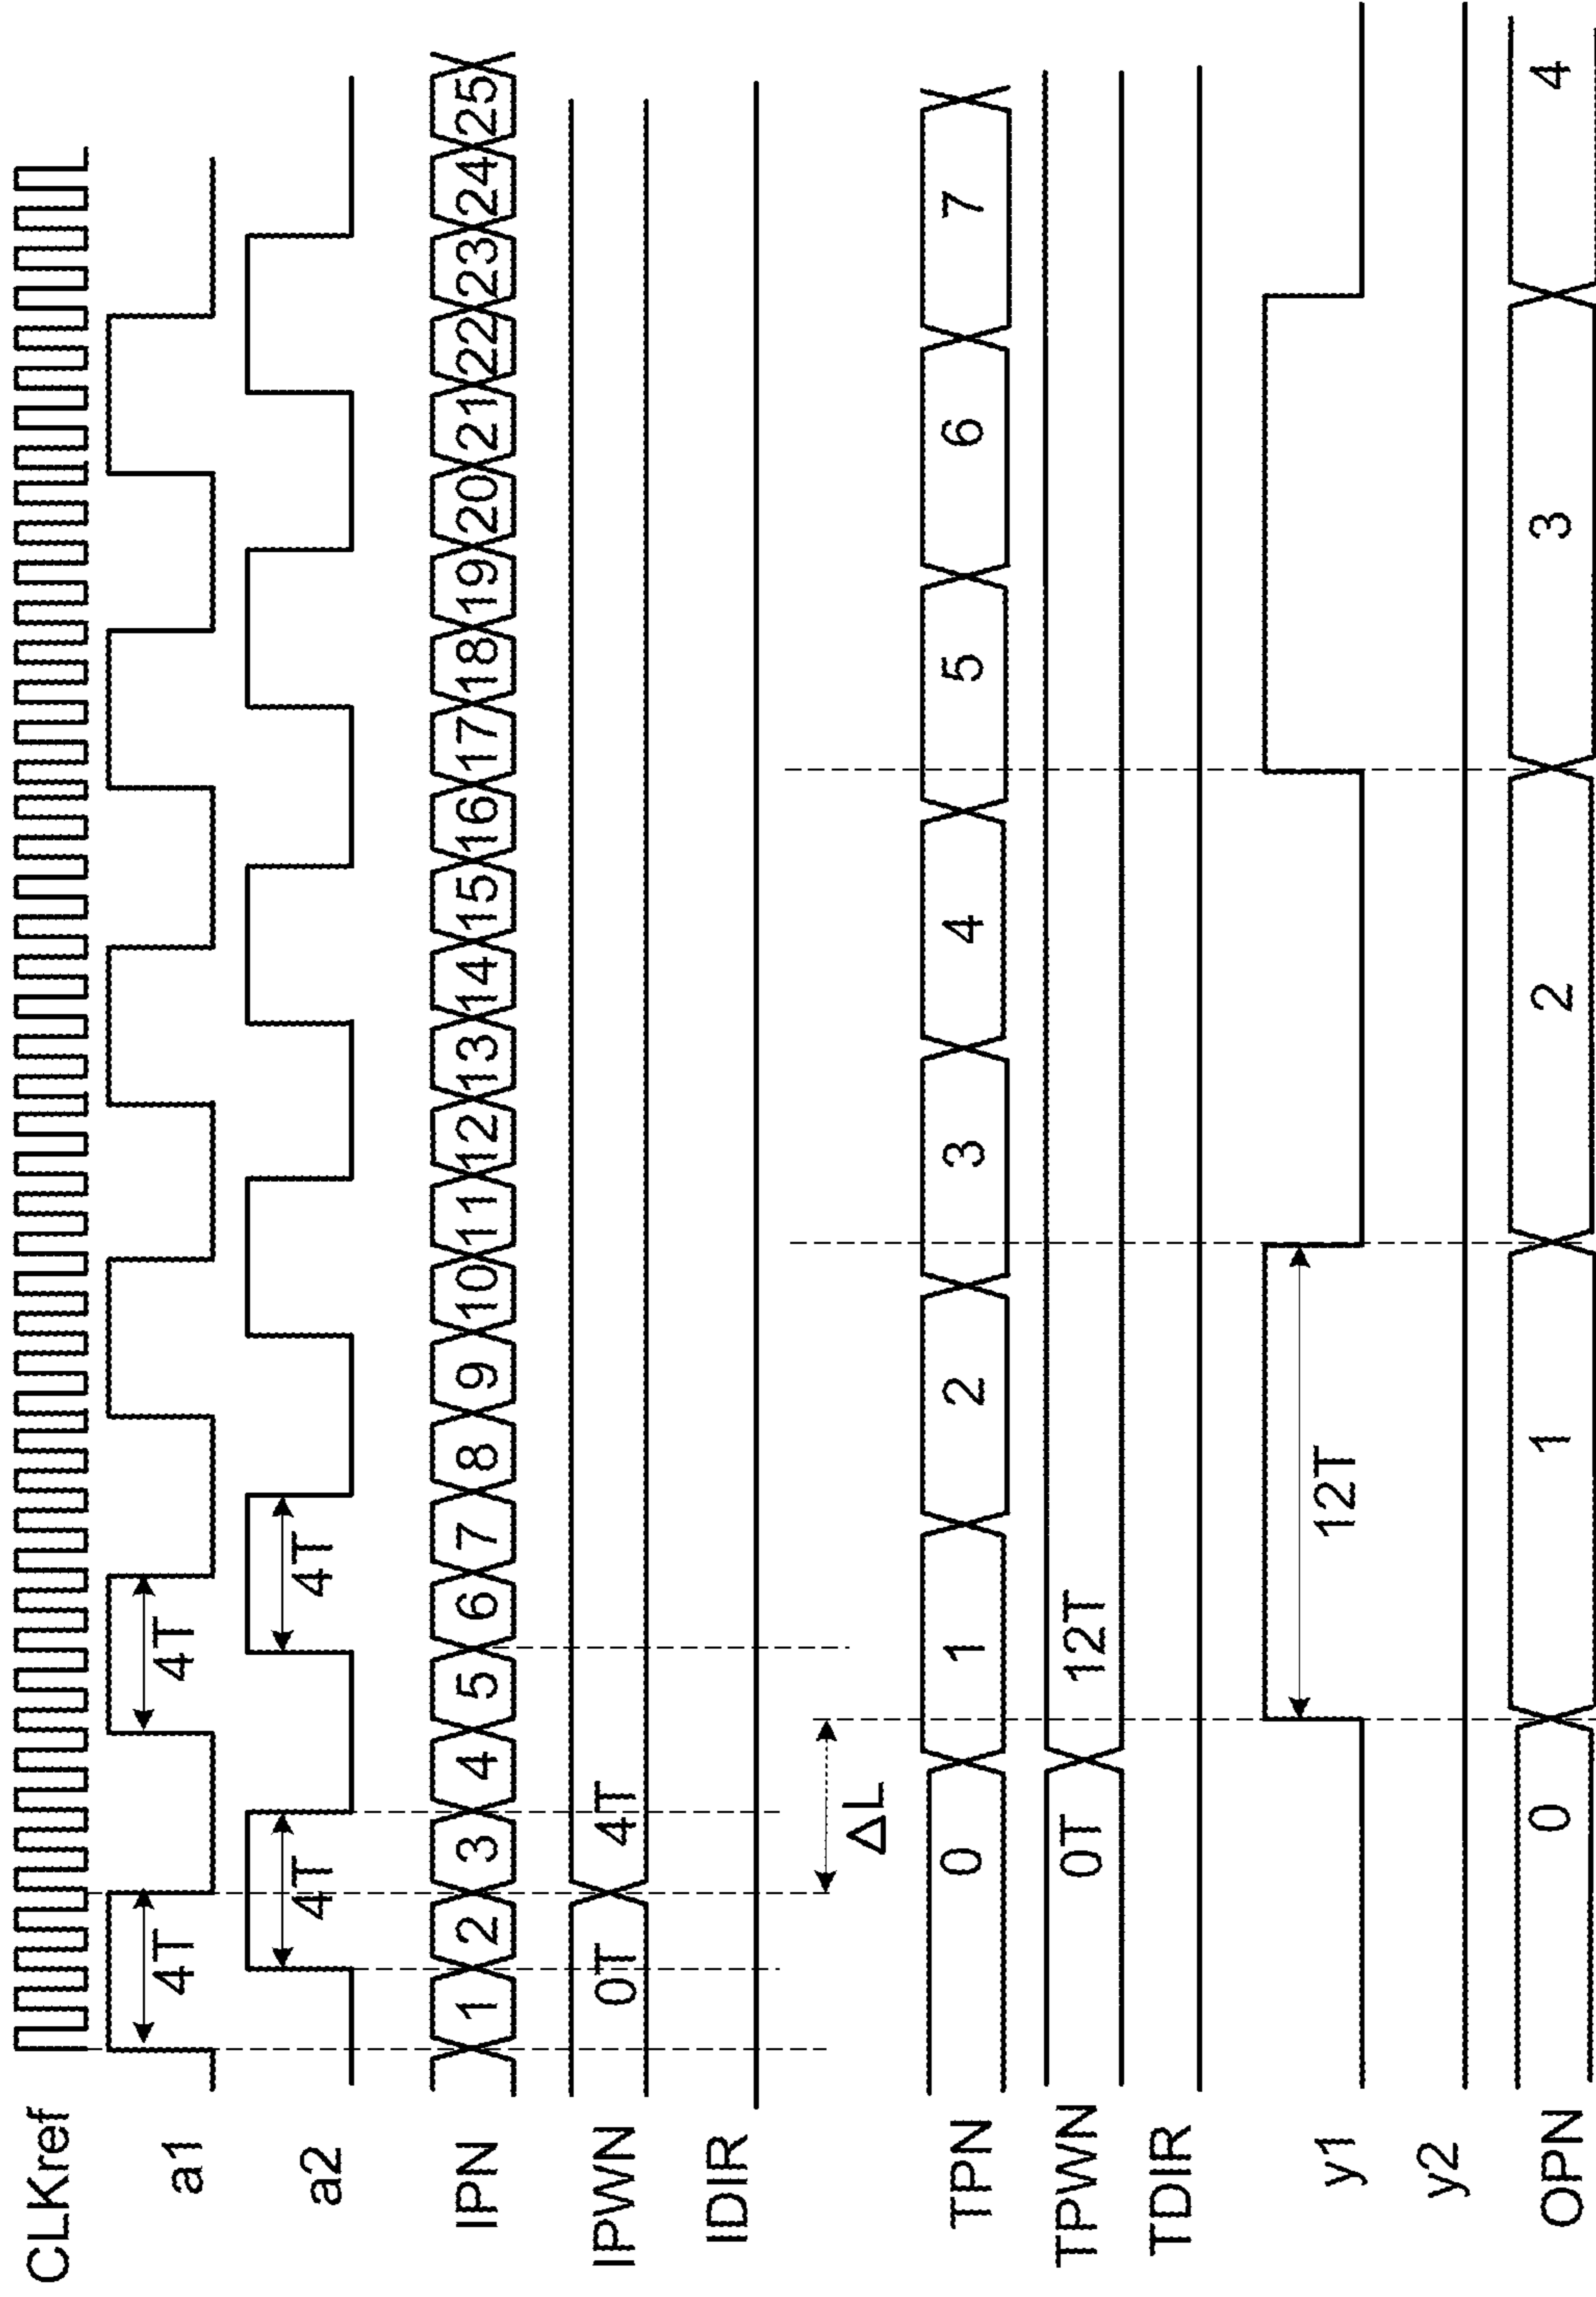 CLKref
a1 4T 4T
a2 4T 4T
IPN 1 2 3 4 5 6 7 8 9 10 11 12 13 14 15 16 17 18 19 20 21 22 23 24 25
IPWN 0T 4T
IDIR
ΔL
TPN 0 1 2 3 4 5 6 7
TPWN 0T 12T
TDIR
y1 12T
y2
OPN 0 1 2 3 4